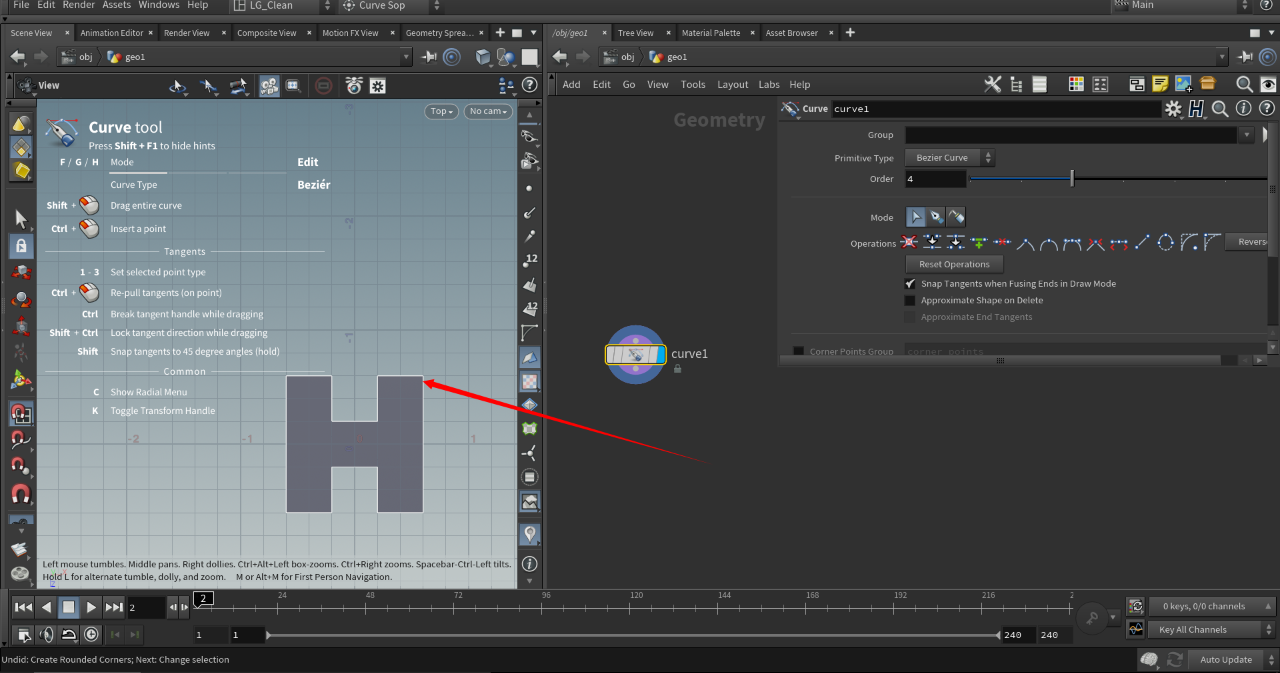 File Edit Render Assets Windows Help LG_Clean Curve Sop Main
Scene View Animation Editor Render View Composite View Motion FX View Geometry Sprea... /obj/geo1 Tree View Material Palette Asset Browser
obj geo1 obj geo1
View Add Edit Go View Tools Layout Labs Help
Top No cam Geometry Curve curve1
Curve tool
Press Shift + F1 to hide hints
F / G / H Mode Edit
Curve Type Beziér
Shift + Drag entire curve
Ctrl + Insert a point
Tangents
1 - 3 Set selected point type
Ctrl + Re-pull tangents (on point)
Ctrl Break tangent handle while dragging
Shift + Ctrl Lock tangent direction while dragging
Shift Snap tangents to 45 degree angles (hold)
Common
C Show Radial Menu
K Toggle Transform Handle
-2 -1 1
12
12
Left mouse tumbles. Middle pans. Right dollies. Ctrl+Alt+Left box-zooms. Ctrl+Right zooms. Spacebar-Ctrl-Left tilts.
Hold L for alternate tumble, dolly, and zoom. M or Alt+M for First Person Navigation.
Group
Primitive Type Bezier Curve
Order 4
Mode
Operations Revers
Reset Operations
Snap Tangents when Fusing Ends in Draw Mode
Approximate Shape on Delete
Approximate End Tangents
Corner Points Group corner_points
curve1
2 2 24 48 72 96 120 144 168 192 216 2
0 keys, 0/0 channels
1 1 240 240 Key All Channels
Undid: Create Rounded Corners; Next: Change selection Auto Update